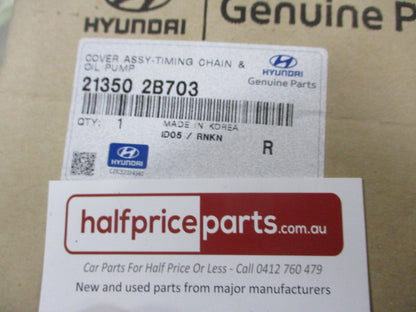 HYUNDAI
Genuine Parts
COVER ASSY-TIMING CHAIN &
OIL PUMP
HYUNDAI
Genuine Parts
21350 2B703
QTY: 1
MADE IN KOREA
ID05 / RNKN
R
HYUNDAI
halfpriceparts.com.au
Car Parts For Half Price Or Less - Call 0412 760 479
New and used parts from major manufacturers